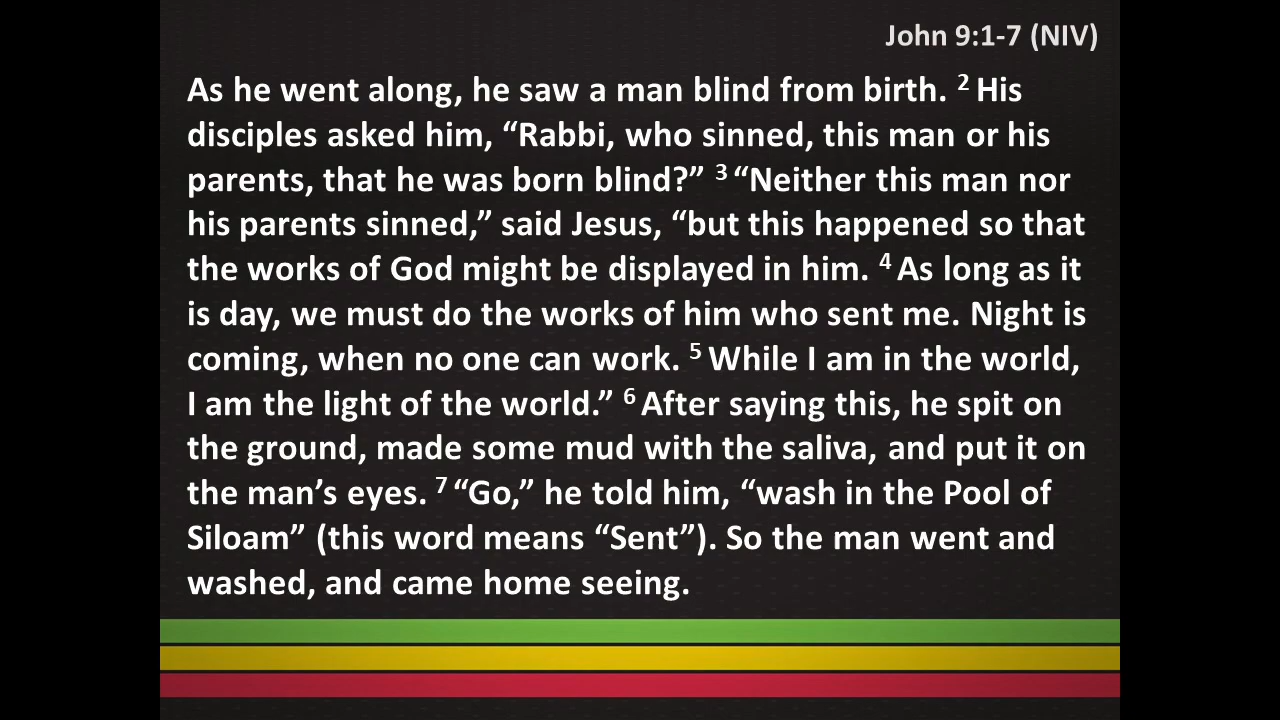 John 9:1-7 (NIV)
As he went along, he saw a man blind from birth. 2 His
disciples asked him, “Rabbi, who sinned, this man or his
parents, that he was born blind?” 3 “Neither this man nor
his parents sinned,” said Jesus, “but this happened so that
the works of God might be displayed in him. 4 As long as it
is day, we must do the works of him who sent me. Night is
coming, when no one can work. 5 While I am in the world,
I am the light of the world.” 6 After saying this, he spit on
the ground, made some mud with the saliva, and put it on
the man’s eyes. 7 “Go,” he told him, “wash in the Pool of
Siloam” (this word means “Sent”). So the man went and
washed, and came home seeing.